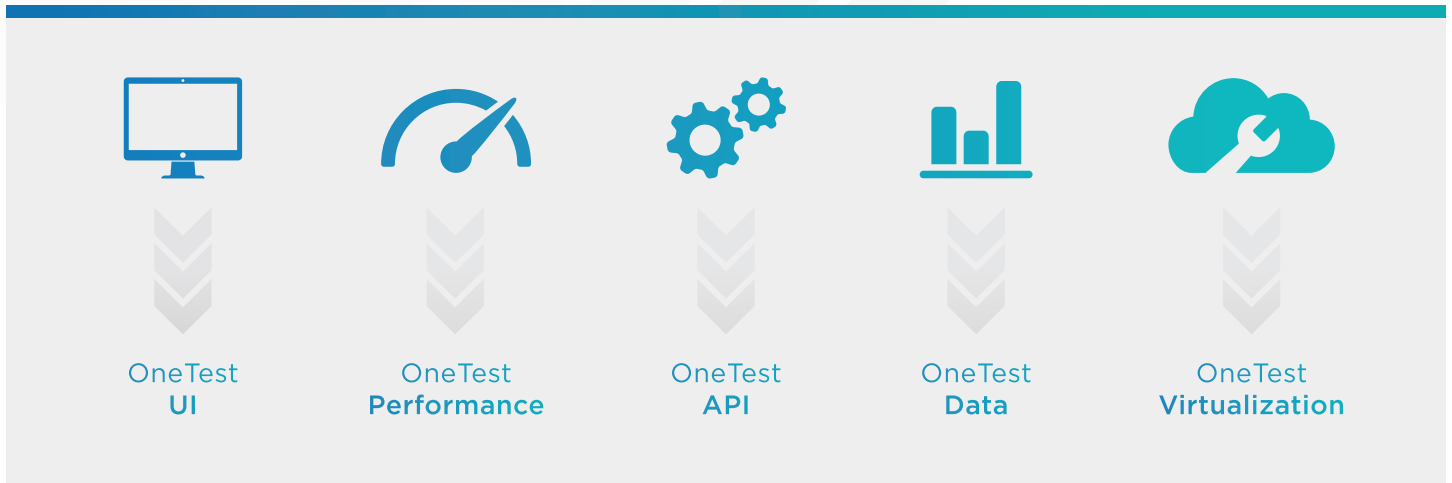 OneTest
UI
OneTest
Performance
OneTest
API
OneTest
Data
OneTest
Virtualization